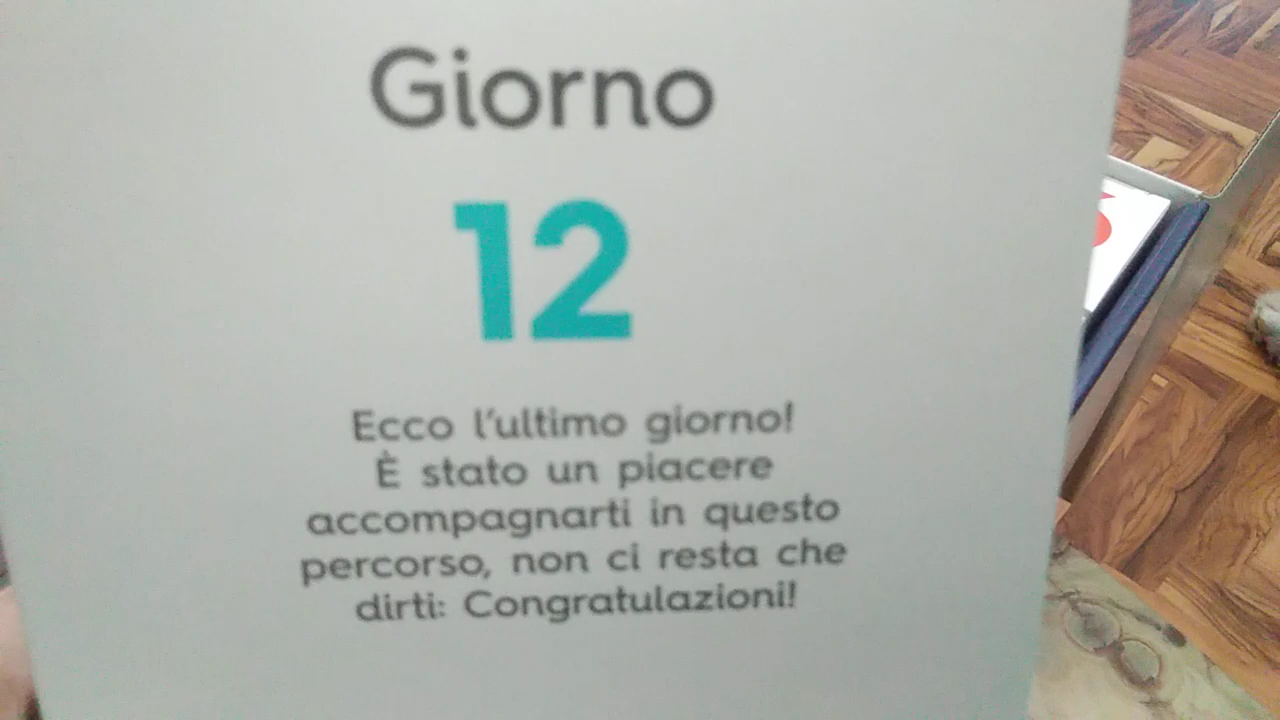 Giorno
12
Ecco l'ultimo giorno!
È stato un piacere
accompagnarti in questo
percorso, non ci resta che
dirti: Congratulazioni!